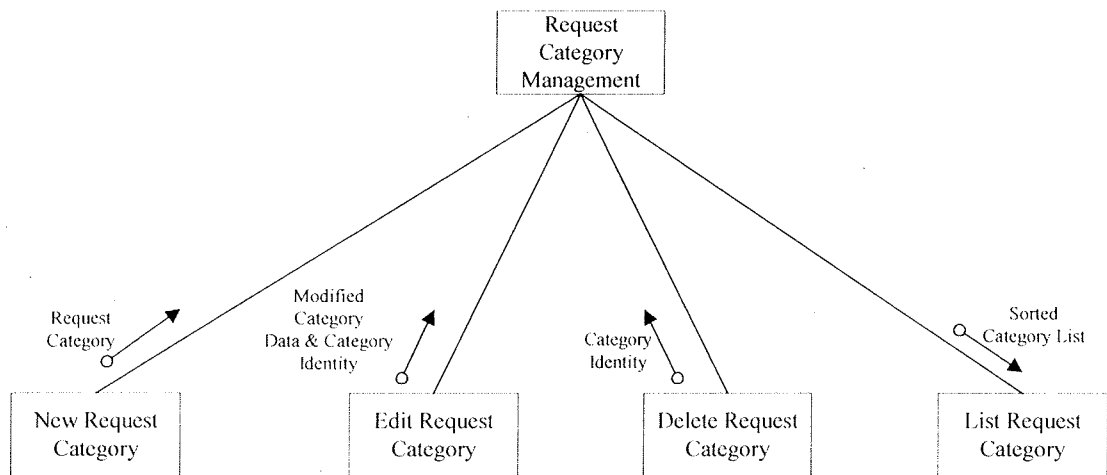 Request
Category
Management
Request
Category
Modified
Category
Data & Category
Identity
Category
Identity
Sorted
Category List
New Request
Category
Edit Request
Category
Delete Request
Category
List Request
Category